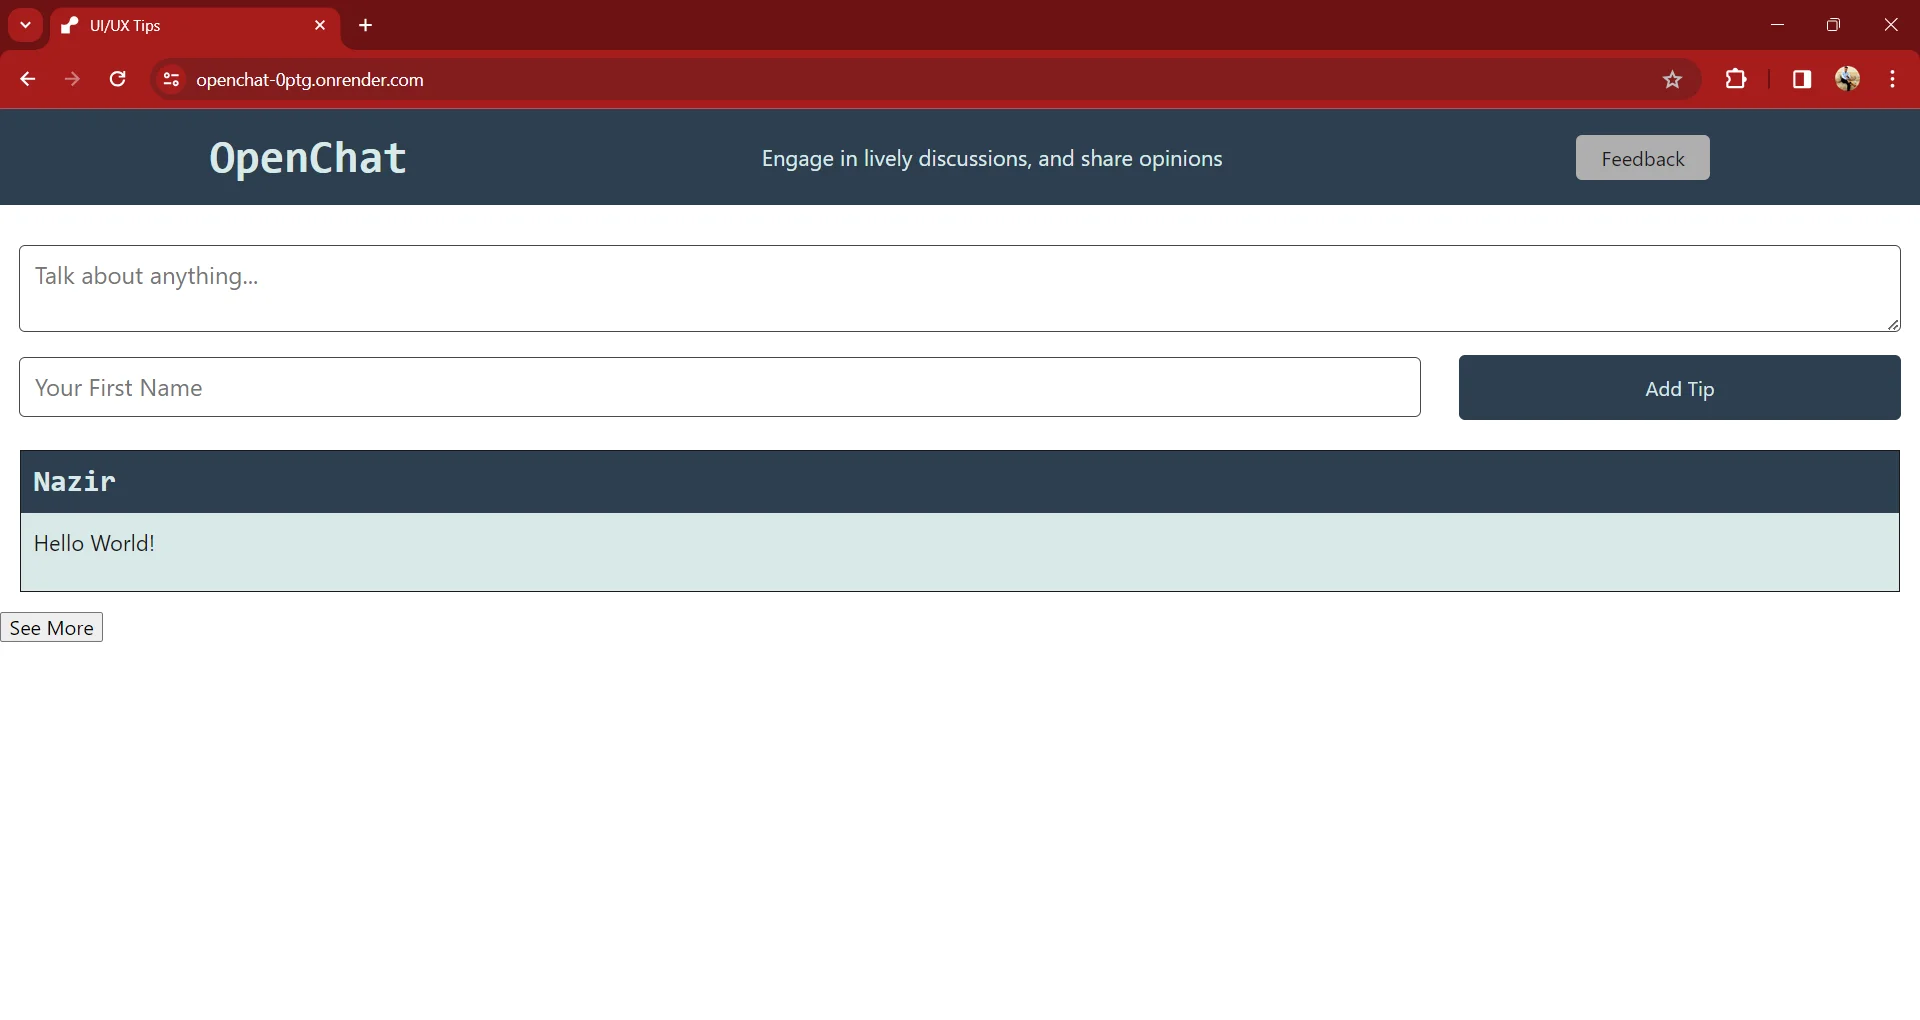 UI/UX Tips
openchat-0ptg.onrender.com
OpenChat
Engage in lively discussions, and share opinions
Feedback
Talk about anything...
Your First Name
Add Tip
Nazir
Hello World!
See More